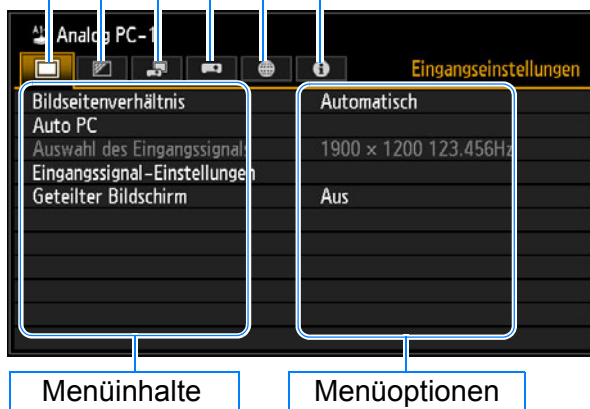 Analog PC-1
Eingangseinstellungen
Bildseitenverhältnis Automatisch
Auto PC
Auswahl des Eingangssignals 1900 × 1200 123.456Hz
Eingangssignal-Einstellungen
Geteilter Bildschirm Aus
Menüinhalte Menüoptionen